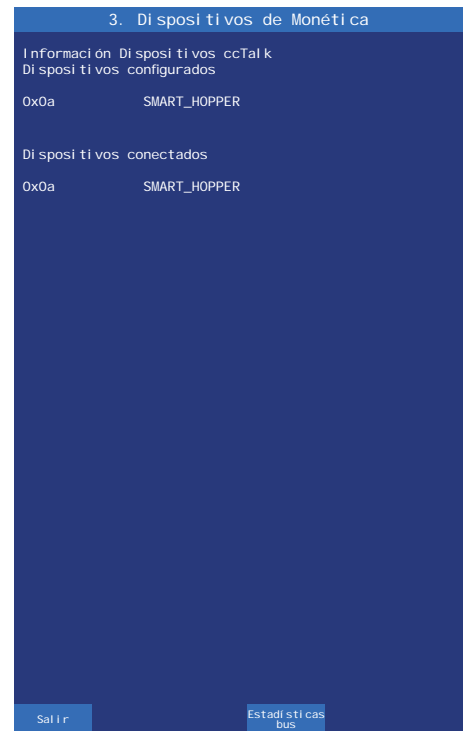 3. Dispositivos de Monética
Información Dispositivos ccTalk
Dispositivos configurados
0x0a SMART_HOPPER
Dispositivos conectados
0x0a SMART_HOPPER
Salir
Estadísticas
bus